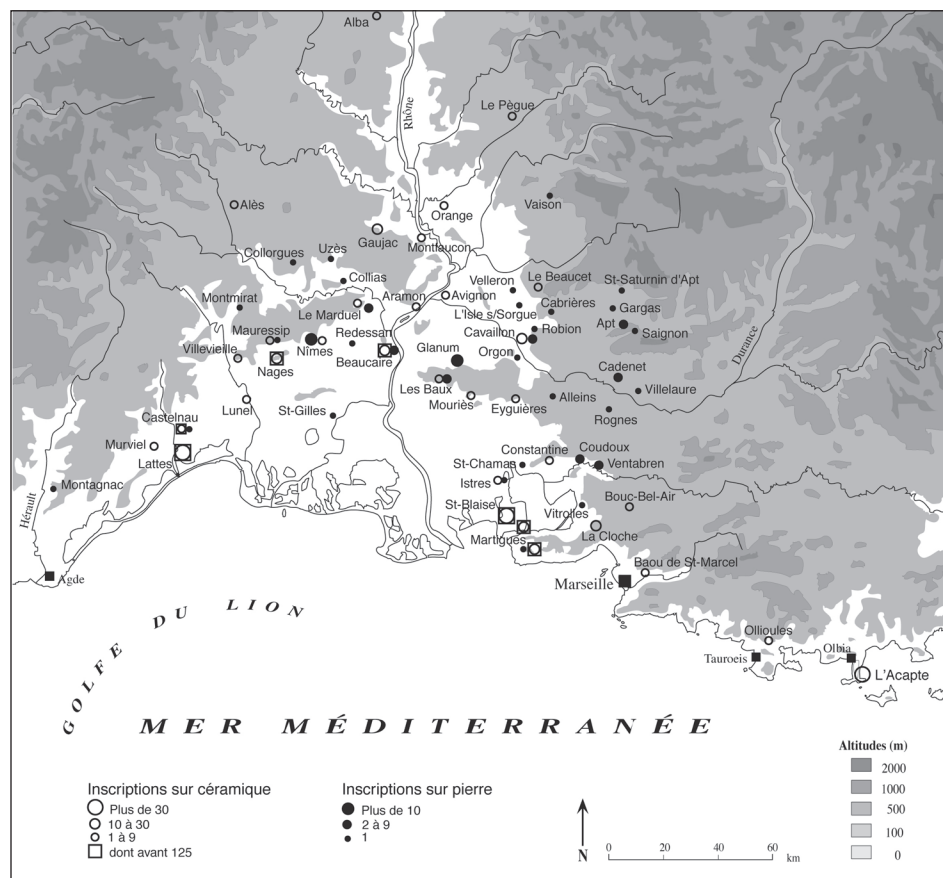 Alba
Rhône
Le Pègue
Alès
Orange
Vaison
Gaujac
Montfaucon
Collorgues
Uzès
Collias
Velleron
Le Beaucet
St-Saturnin d'Apt
Montmirat
Le Marduel
Aramon
Avignon
Cabrières
Gargas
L'Isle s/Sorgue
Mauressip
Redessan
Cavaillon
Robion
Apt
Saignon
Villevieille
Nîmes
Glanum
Orgon
Durance
Nages
Beaucaire
Cadenet
Les Baux
Villelaure
Lunel
St-Gilles
Mouriès
Eyguières
Alleins
Rognes
Castelnau
Murviel
Constantine
Coudoux
Lattes
St-Chamas
Ventabren
Montagnac
Istres
Hérault
St-Blaise
Vitrolles
Bouc-Bel-Air
Martigues
La Cloche
Baou de St-Marcel
Agde
Marseille
GOLFE DU LION
Ollioules
Tauroeis
Olbia
L'Acapte
MER MÉDITERRANÉE
Altitudes (m)
2000
1000
500
100
0
Inscriptions sur céramique
Plus de 30
10 à 30
1 à 9
dont avant 125
Inscriptions sur pierre
Plus de 10
2 à 9
1
N
0 20 40 60
km